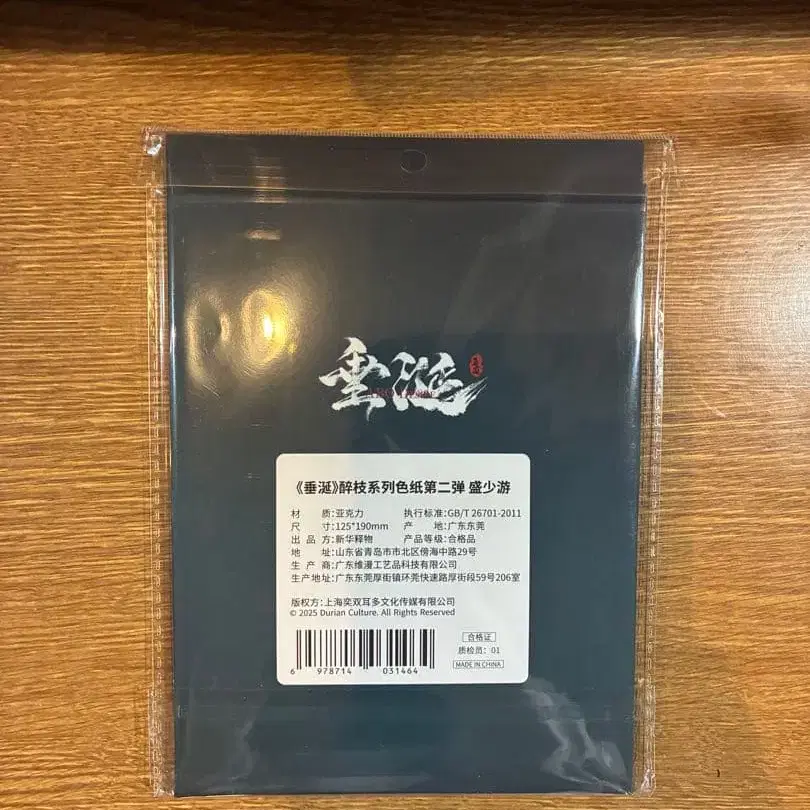 垂涎
《垂涎》醉枝系列色纸第二弹 盛少游
材 质:亚克力 执行标准:GB/T 26701-2011
尺 寸:125*190mm 产 地:广东东莞
出 品 方:新华释物 产品等级:合格品
地 址:山东省青岛市市北区傍海中路29号
生 产 商:广东维漫工艺品科技有限公司
生产地址:广东东莞厚街镇环莞快速路厚街段59号206室
版权方:上海奕双耳多文化传媒有限公司
© 2025 Durian Culture. All Rights Reserved
合格证
质检员: 01
MADE IN CHINA
6 978714 031464